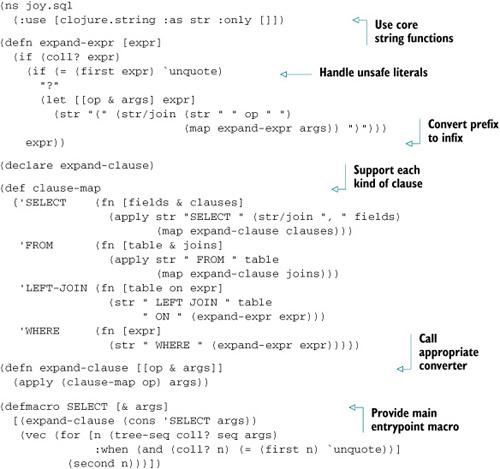 (ns joy.sql
  (:use [clojure.string :as str :only []])
Use core
string functions
(defn expand-expr [expr]
  (if (coll? expr)
    (if (= (first expr) `unquote)
Handle unsafe literals
      "?"
      (let [[op & args] expr]
        (str "(" (str/join (str " " op " ")
                           (map expand-expr args)) ")")))
Convert prefix
to infix
    expr))
(declare expand-clause)
Support each
kind of clause
(def clause-map
  {'SELECT    (fn [fields & clauses]
                (apply str "SELECT " (str/join ", " fields)
                       (map expand-clause clauses)))
   'FROM      (fn [table & joins]
                (apply str " FROM " table
                       (map expand-clause joins)))
   'LEFT-JOIN (fn [table on expr]
                (str " LEFT JOIN " table
                     " ON " (expand-expr expr)))
   'WHERE     (fn [expr]
                (str " WHERE " (expand-expr expr)))})
Call
appropriate
converter
(defn expand-clause [[op & args]]
  (apply (clause-map op) args))
(defmacro SELECT [& args]
Provide main
entrypoint macro
  [(expand-clause (cons 'SELECT args))
   (vec (for [n (tree-seq coll? seq args)
              :when (and (coll? n) (= (first n) `unquote))]
          (second n)))])